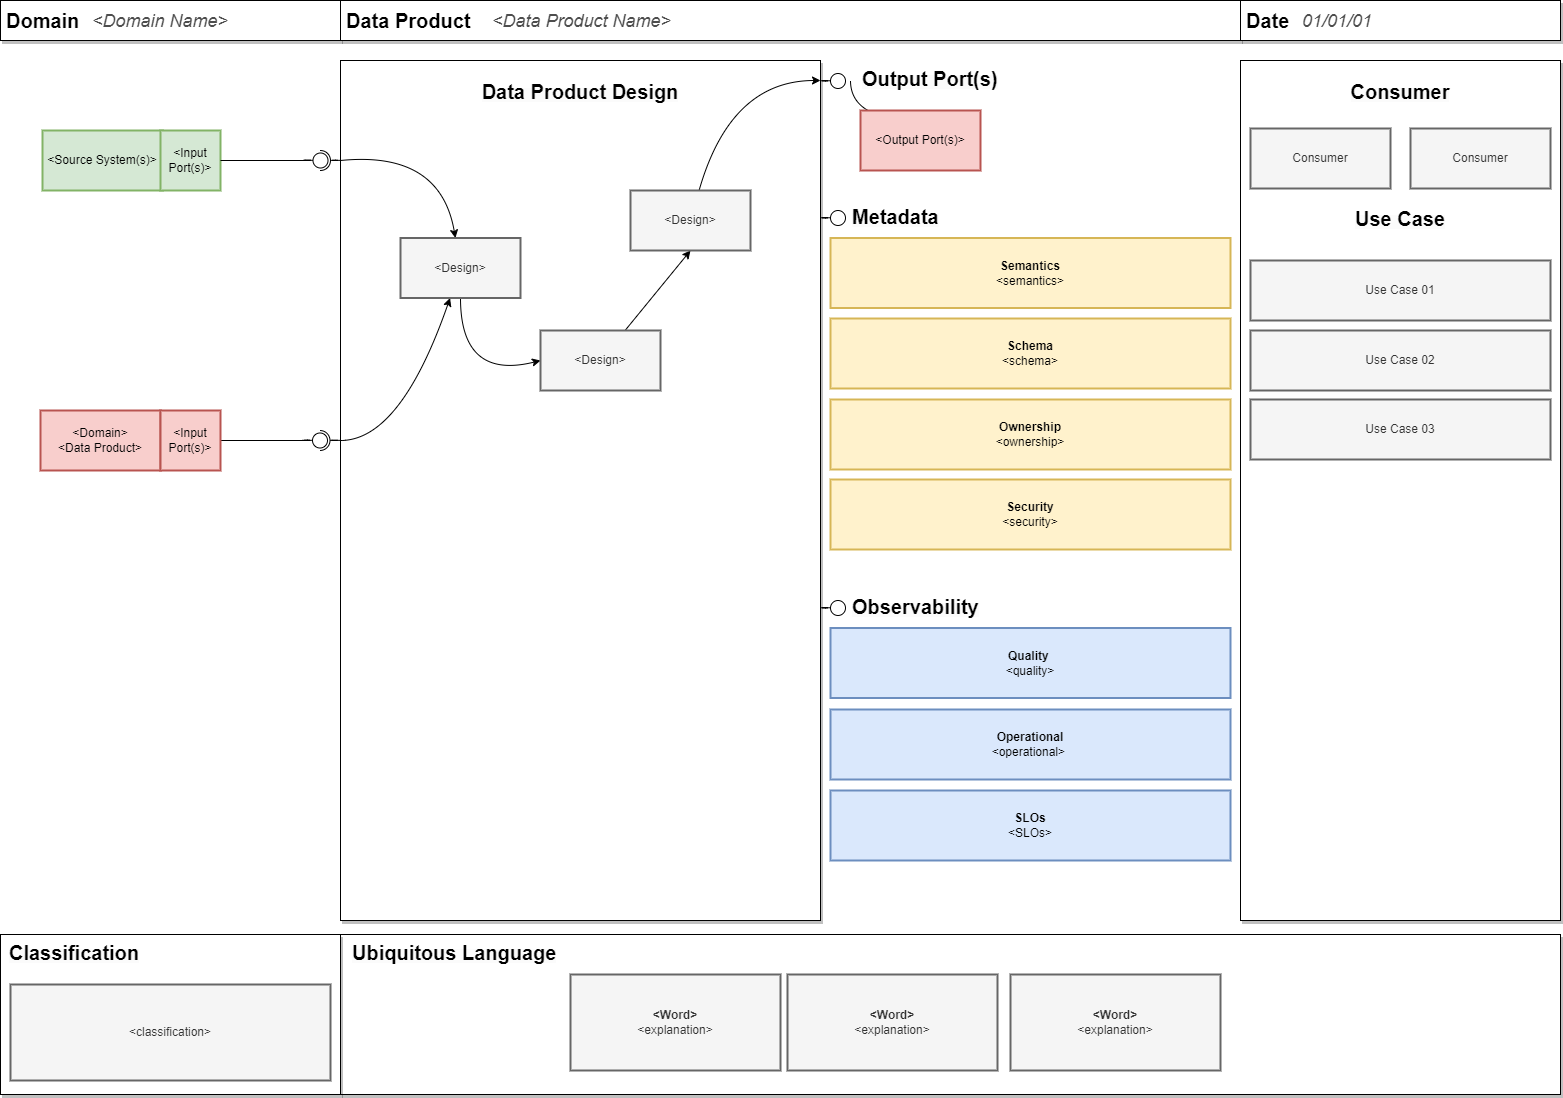 Domain <Domain Name>
Data Product <Data Product Name>
Date 01/01/01
Data Product Design
<Source System(s)>
<Input
Port(s)>
<Domain>
<Data Product>
<Input
Port(s)>
<Design>
<Design>
<Design>
Output Port(s)
<Output Port(s)>
Metadata
Semantics
<semantics>
Schema
<schema>
Ownership
<ownership>
Security
<security>
Observability
Quality
<quality>
Operational
<operational>
SLOs
<SLOs>
Consumer
Consumer
Consumer
Use Case
Use Case 01
Use Case 02
Use Case 03
Classification
<classification>
Ubiquitous Language
<Word>
<explanation>
<Word>
<explanation>
<Word>
<explanation>